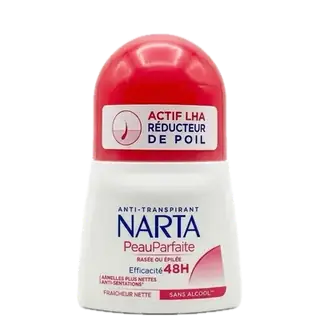 ACTIF LHA
RÉDUCTEUR
DE POIL
ANTI-TRANSPIRANT
NARTA
PeauParfaite
RASÉE OU ÉPILÉE
Efficacité 48H
AISSELLES PLUS NETTES
ANTI-IRRITATIONS*
FRAÎCHEUR NETTE
SANS ALCOOL**